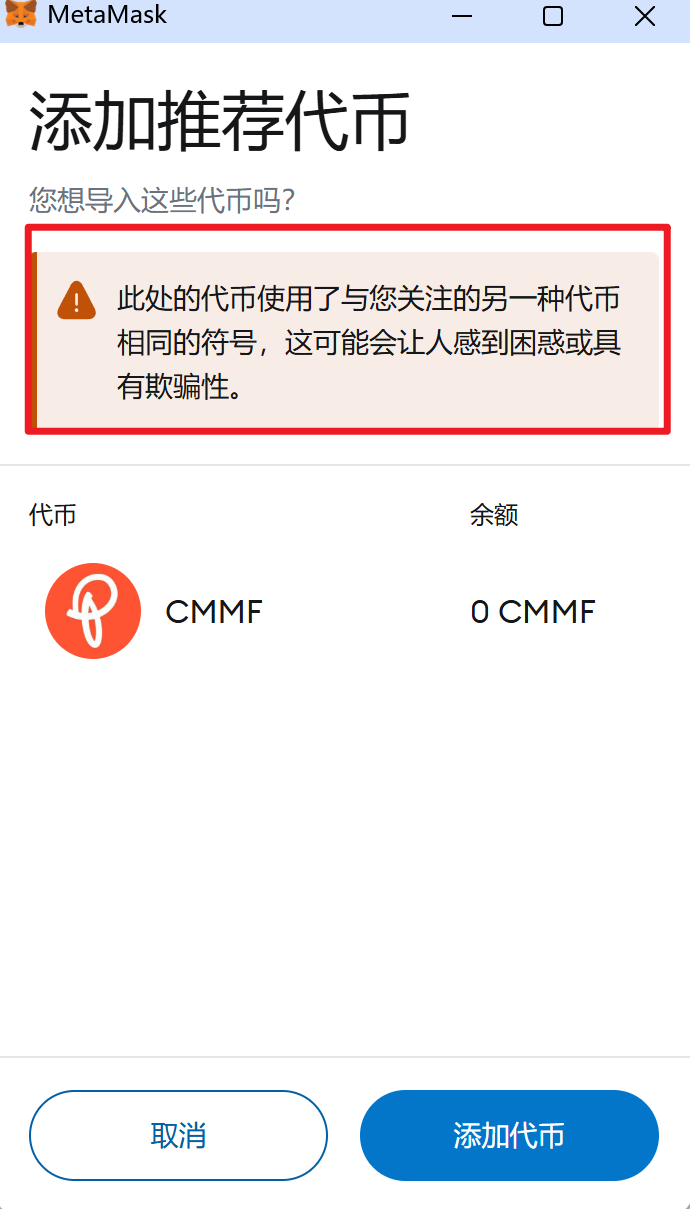 MetaMask
添加推荐代币
您想导入这些代币吗？
此处的代币使用了与您关注的另一种代币
相同的符号，这可能会让人感到困惑或具
有欺骗性。
代币 余额
CMMF 0 CMMF
取消 添加代币